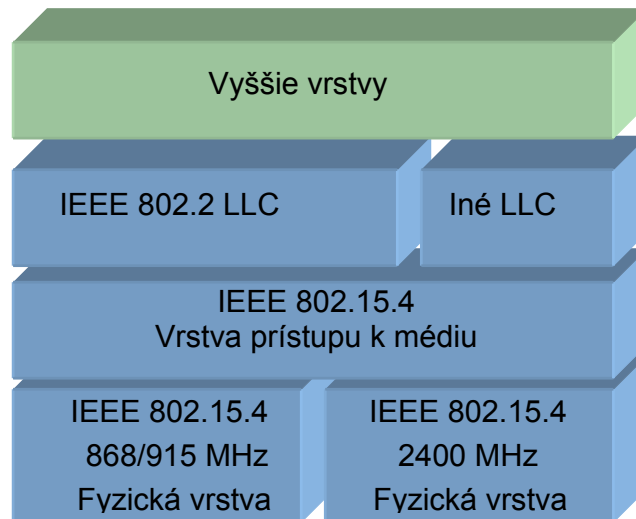 Vyššie vrstvy
IEEE 802.2 LLC
Iné LLC
IEEE 802.15.4
Vrstva prístupu k médiu
IEEE 802.15.4
868/915 MHz
Fyzická vrstva
IEEE 802.15.4
2400 MHz
Fyzická vrstva